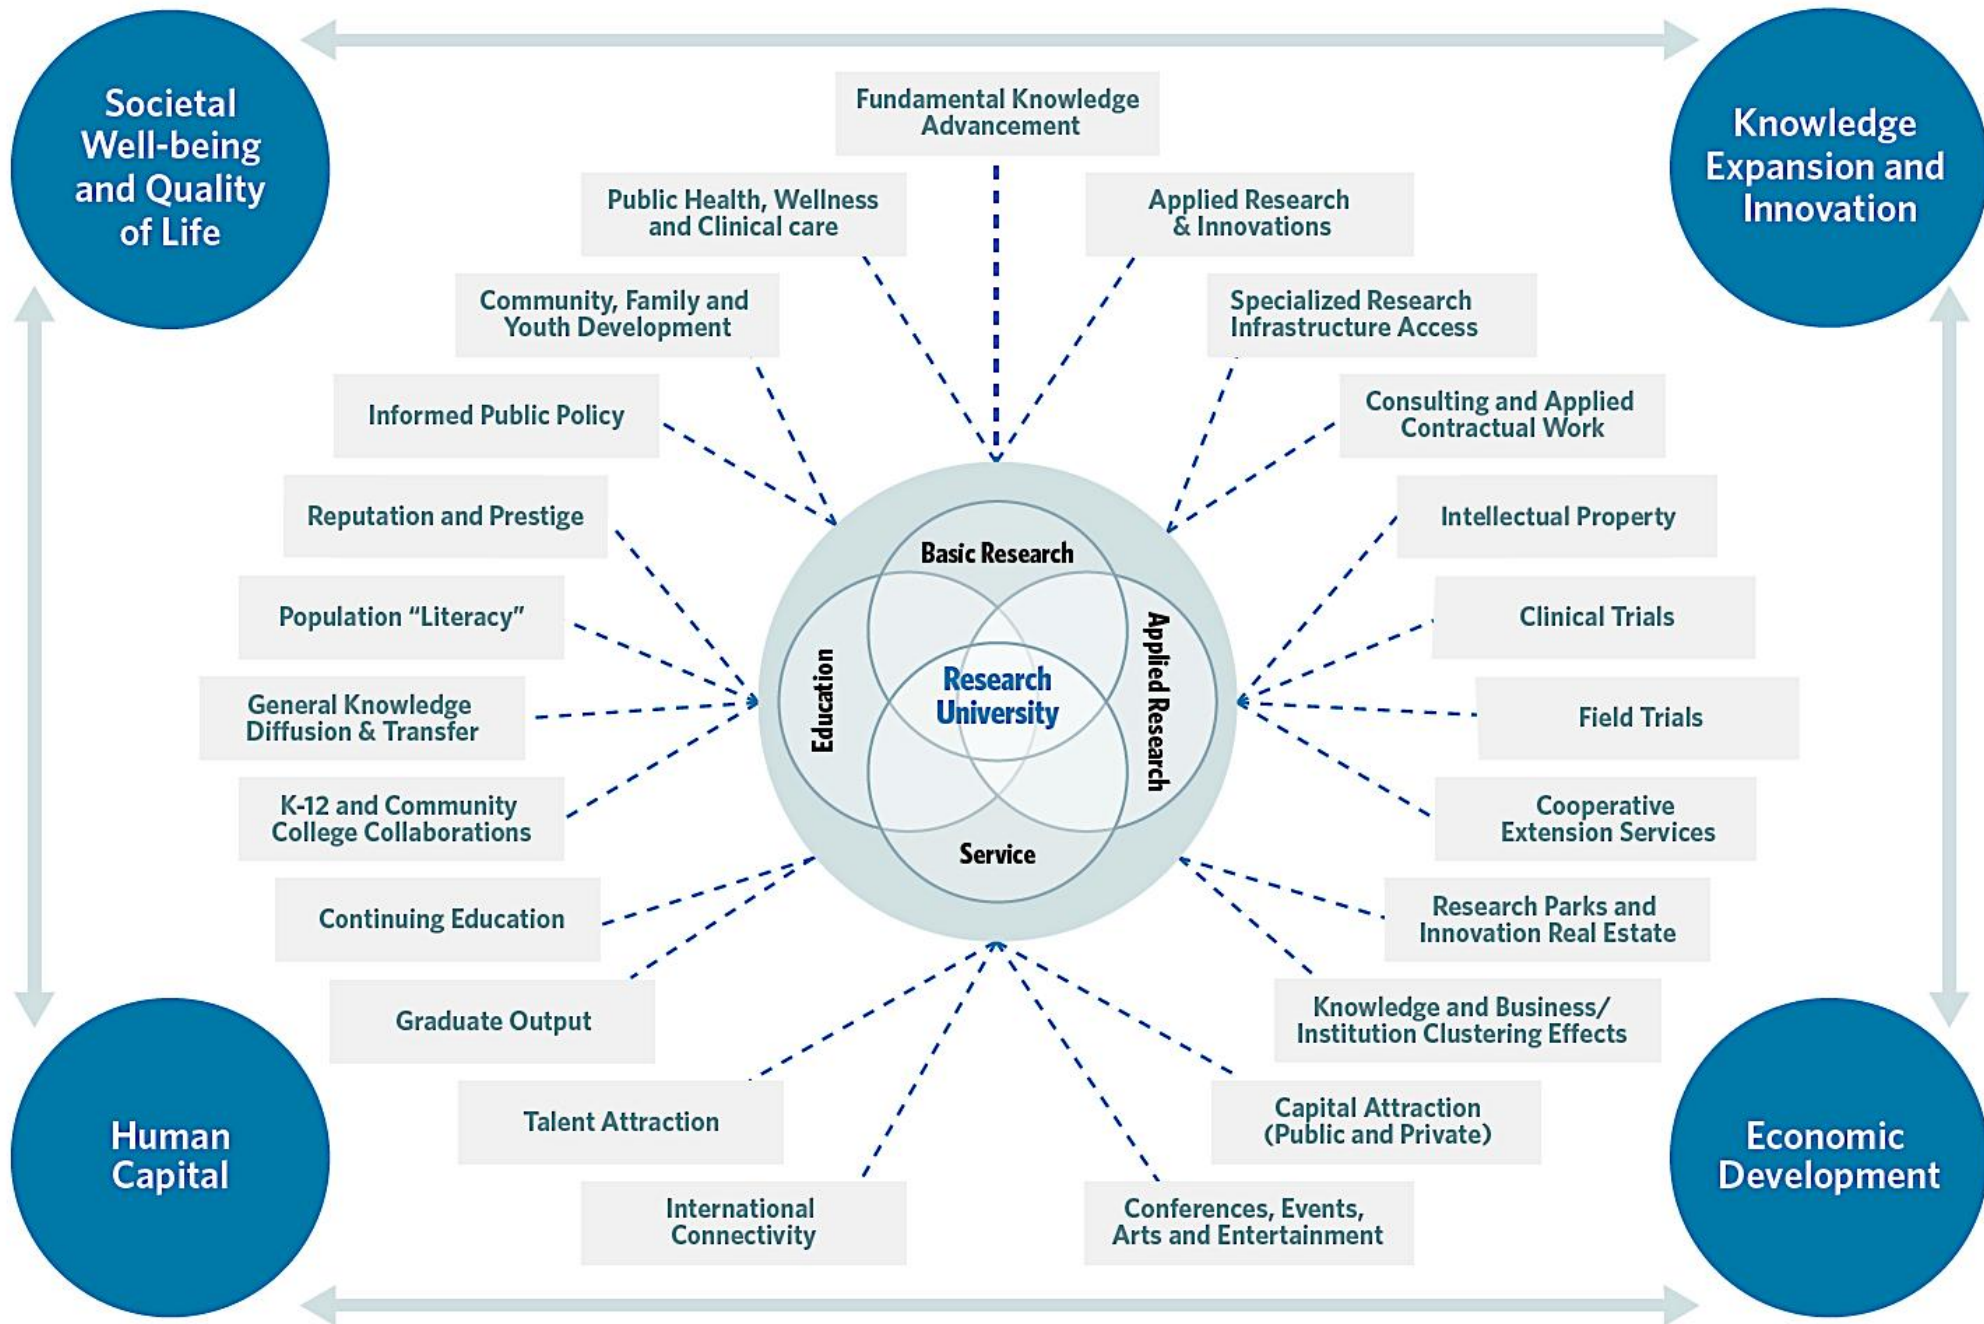 Societal
Well-being
and Quality
of Life
Knowledge
Expansion and
Innovation
Fundamental Knowledge
Advancement
Public Health, Wellness
and Clinical care
Applied Research
& Innovations
Community, Family and
Youth Development
Specialized Research
Infrastructure Access
Informed Public Policy
Consulting and Applied
Contractual Work
Reputation and Prestige
Intellectual Property
Population “Literacy”
Clinical Trials
General Knowledge
Diffusion & Transfer
Field Trials
K-12 and Community
College Collaborations
Cooperative
Extension Services
Continuing Education
Research Parks and
Innovation Real Estate
Graduate Output
Knowledge and Business/
Institution Clustering Effects
Talent Attraction
Capital Attraction
(Public and Private)
International
Connectivity
Conferences, Events,
Arts and Entertainment
Basic Research
Education
Research
University
Applied Research
Service
Human
Capital
Economic
Development